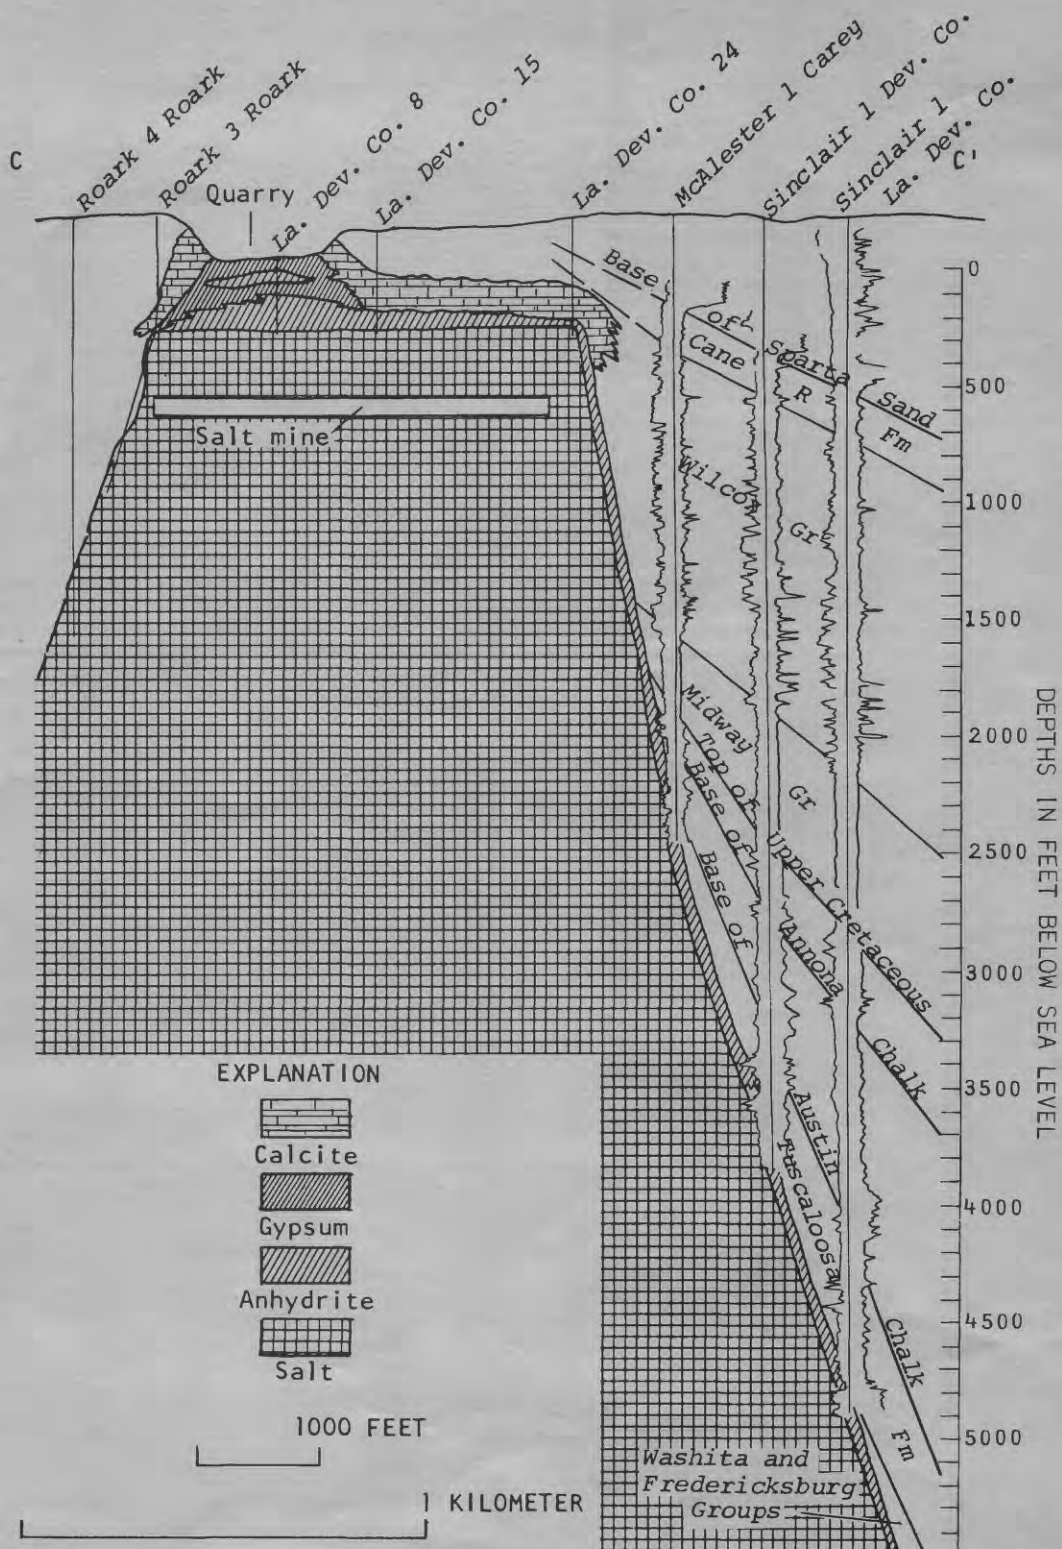 C
Roark 4 Roark
Roark 3 Roark
Quarry
La. Dev. Co. 8
La. Dev. Co. 15
La. Dev. Co. 24
McAlester 1 Carey
Sinclair 1 Dev. Co.
Sinclair 1
La. Dev. Co.
C'
Base of Sparta Sand
Cane R Fm
Salt mine
Wilcox Gr
Midway Gr
Top of Upper Cretaceous
Base of Annona Chalk
Base of Austin Chalk
Tuscaloosa Fm
Washita and
Fredericksburg
Groups
0
500
1000
1500
2000
2500
3000
3500
4000
4500
5000
DEPTHS IN FEET BELOW SEA LEVEL
EXPLANATION
Calcite
Gypsum
Anhydrite
Salt
1000 FEET
1 KILOMETER